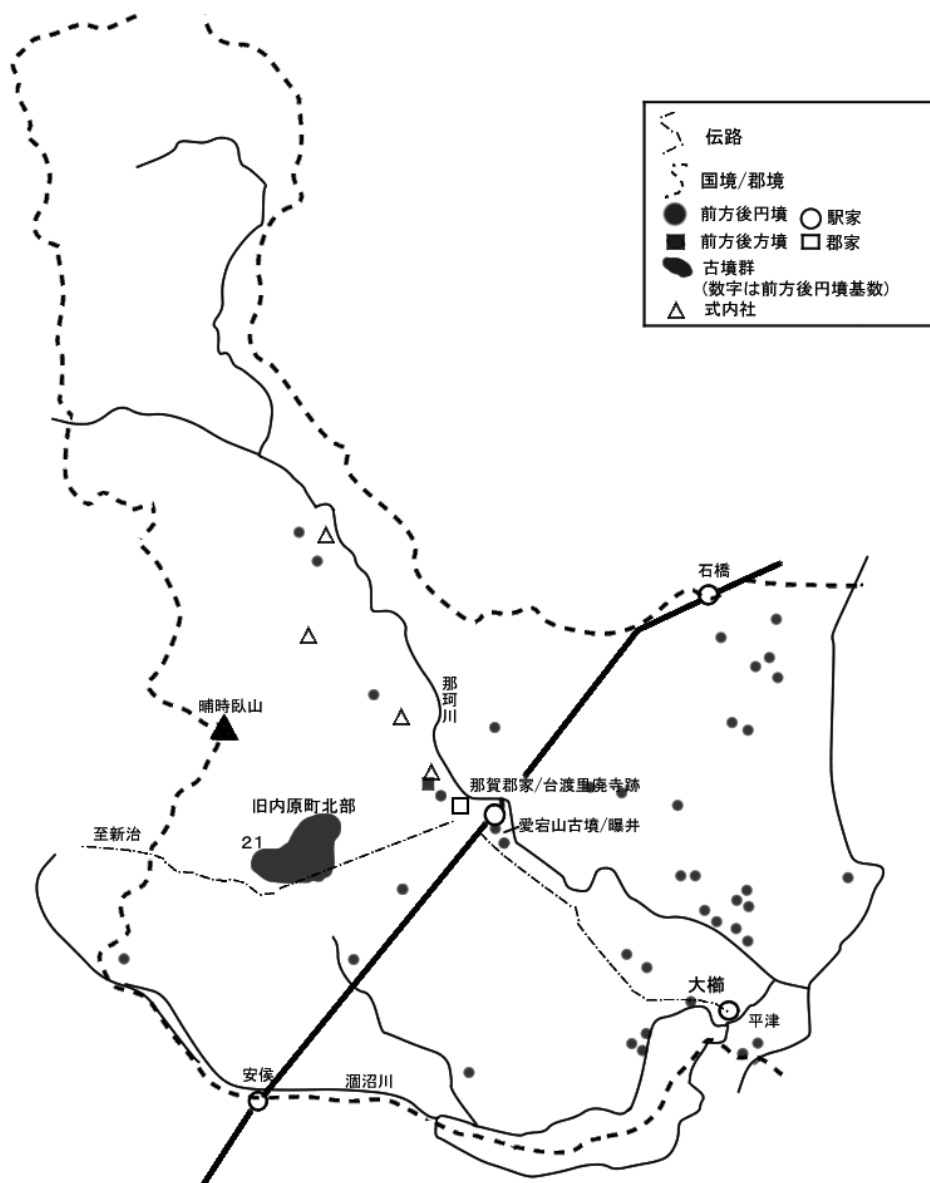 伝路
国境/郡境
前方後円墳 駅家
前方後方墳 郡家
古墳群
(数字は前方後円墳基数)
式内社
石橋
那珂川
晡時臥山
那賀郡家/台渡里廃寺跡
旧内原町北部
愛宕山古墳/曝井
至新治
21
大櫛
平津
安侯
涸沼川